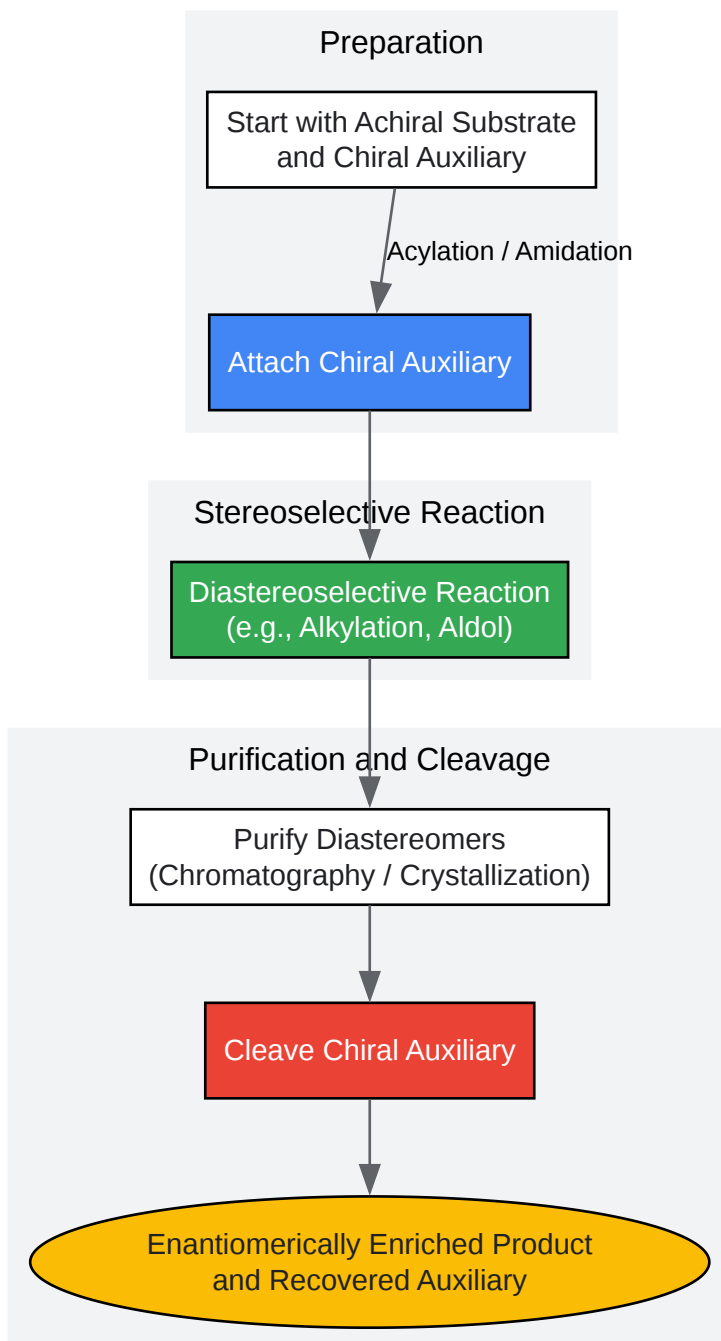 Preparation
Start with Achiral Substrate
and Chiral Auxiliary
Acylation / Amidation
Attach Chiral Auxiliary
Stereoselective Reaction
Diastereoselective Reaction
(e.g., Alkylation, Aldol)
Purification and Cleavage
Purify Diastereomers
(Chromatography / Crystallization)
Cleave Chiral Auxiliary
Enantiomerically Enriched Product
and Recovered Auxiliary